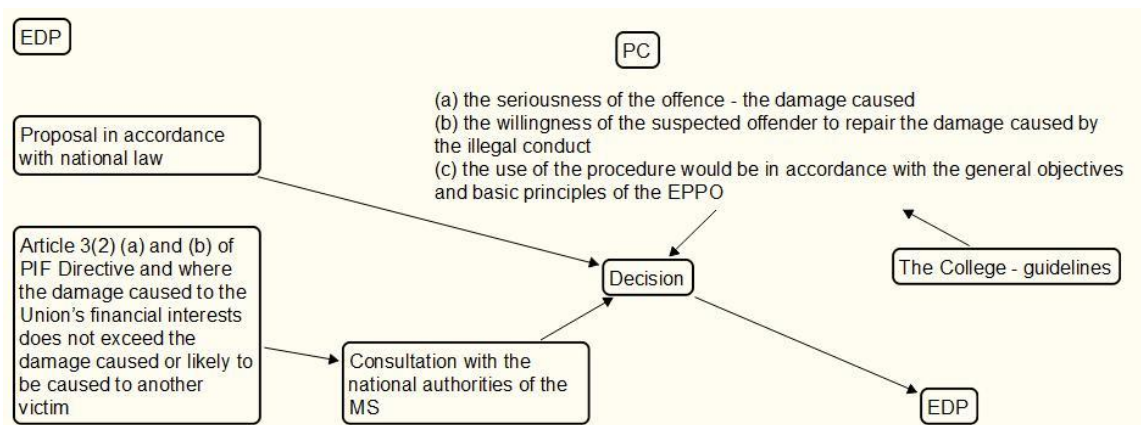 EDP
PC
(a) the seriousness of the offence - the damage caused
(b) the willingness of the suspected offender to repair the damage caused by
the illegal conduct
(c) the use of the procedure would be in accordance with the general objectives
and basic principles of the EPPO
Proposal in accordance
with national law
Article 3(2) (a) and (b) of
PIF Directive and where
the damage caused to the
Union’s financial interests
does not exceed the
damage caused or likely to
be caused to another
victim
Decision
The College - guidelines
Consultation with the
national authorities of the
MS
EDP